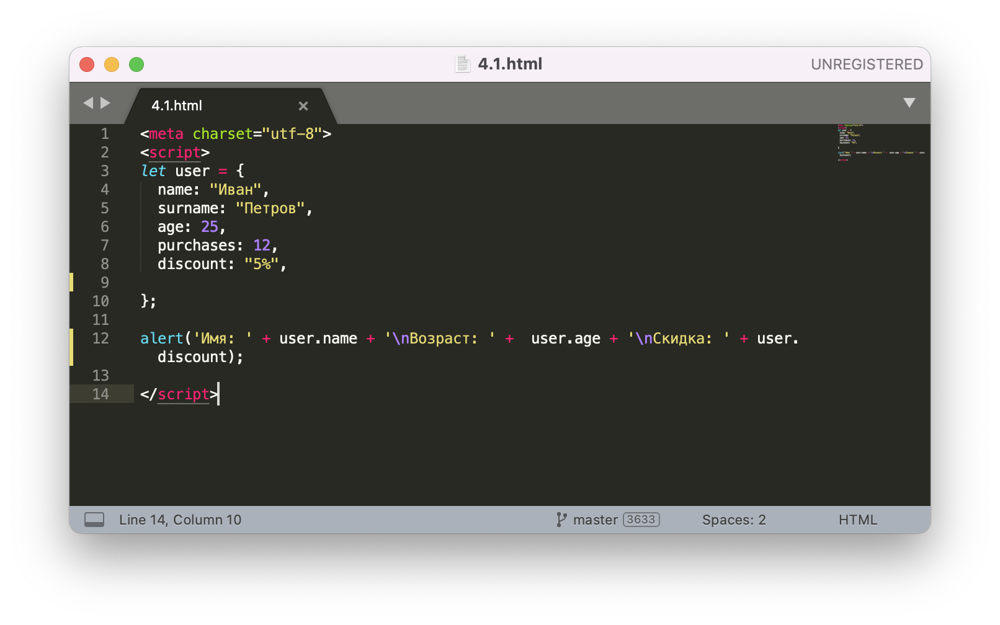 4.1.html
UNREGISTERED
4.1.html
1 <meta charset="utf-8">
2 <script>
3 let user = {
4 name: "Иван",
5 surname: "Петров",
6 age: 25,
7 purchases: 12,
8 discount: "5%",
9
10 };
11
12 alert('Имя: ' + user.name + '\nВозраст: ' +  user.age + '\nСкидка: ' + user.
discount);
13
14 </script>
Line 14, Column 10
master 3633
Spaces: 2
HTML